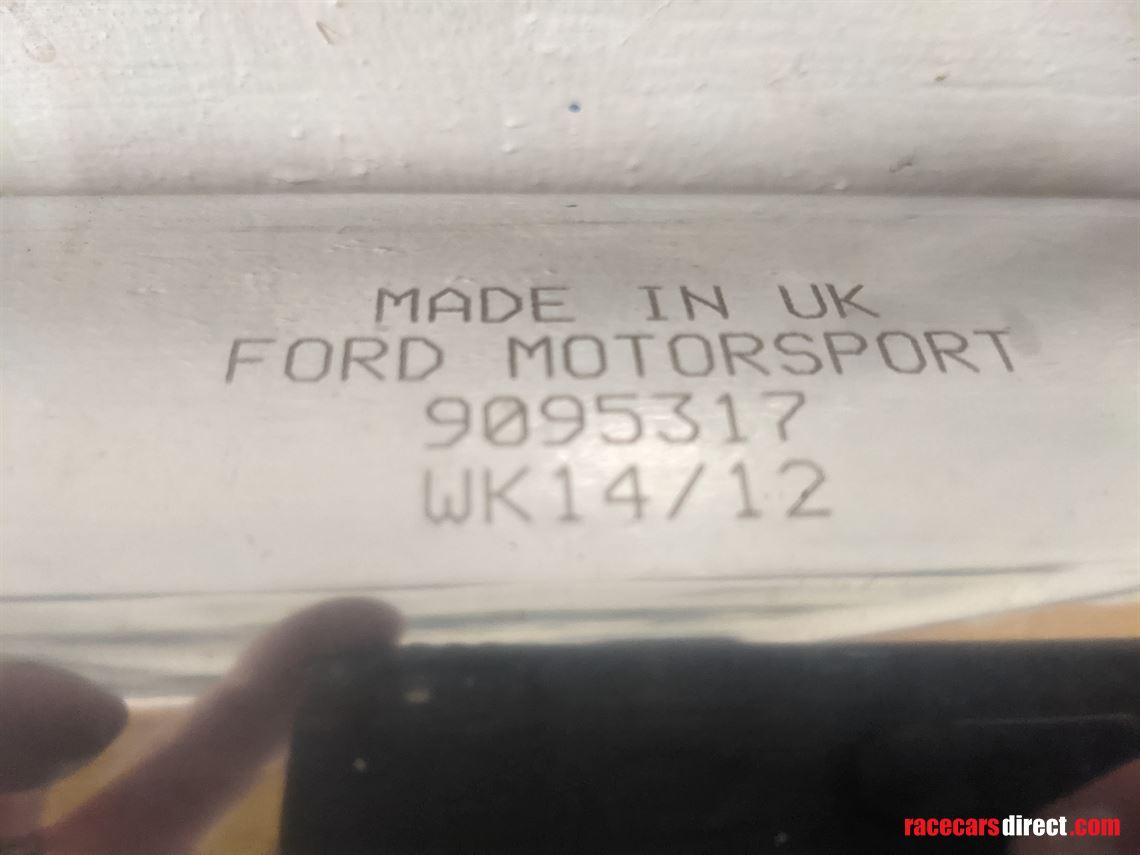 MADE IN UK
FORD MOTORSPORT
9095317
WK14/12
racecarsdirect.com